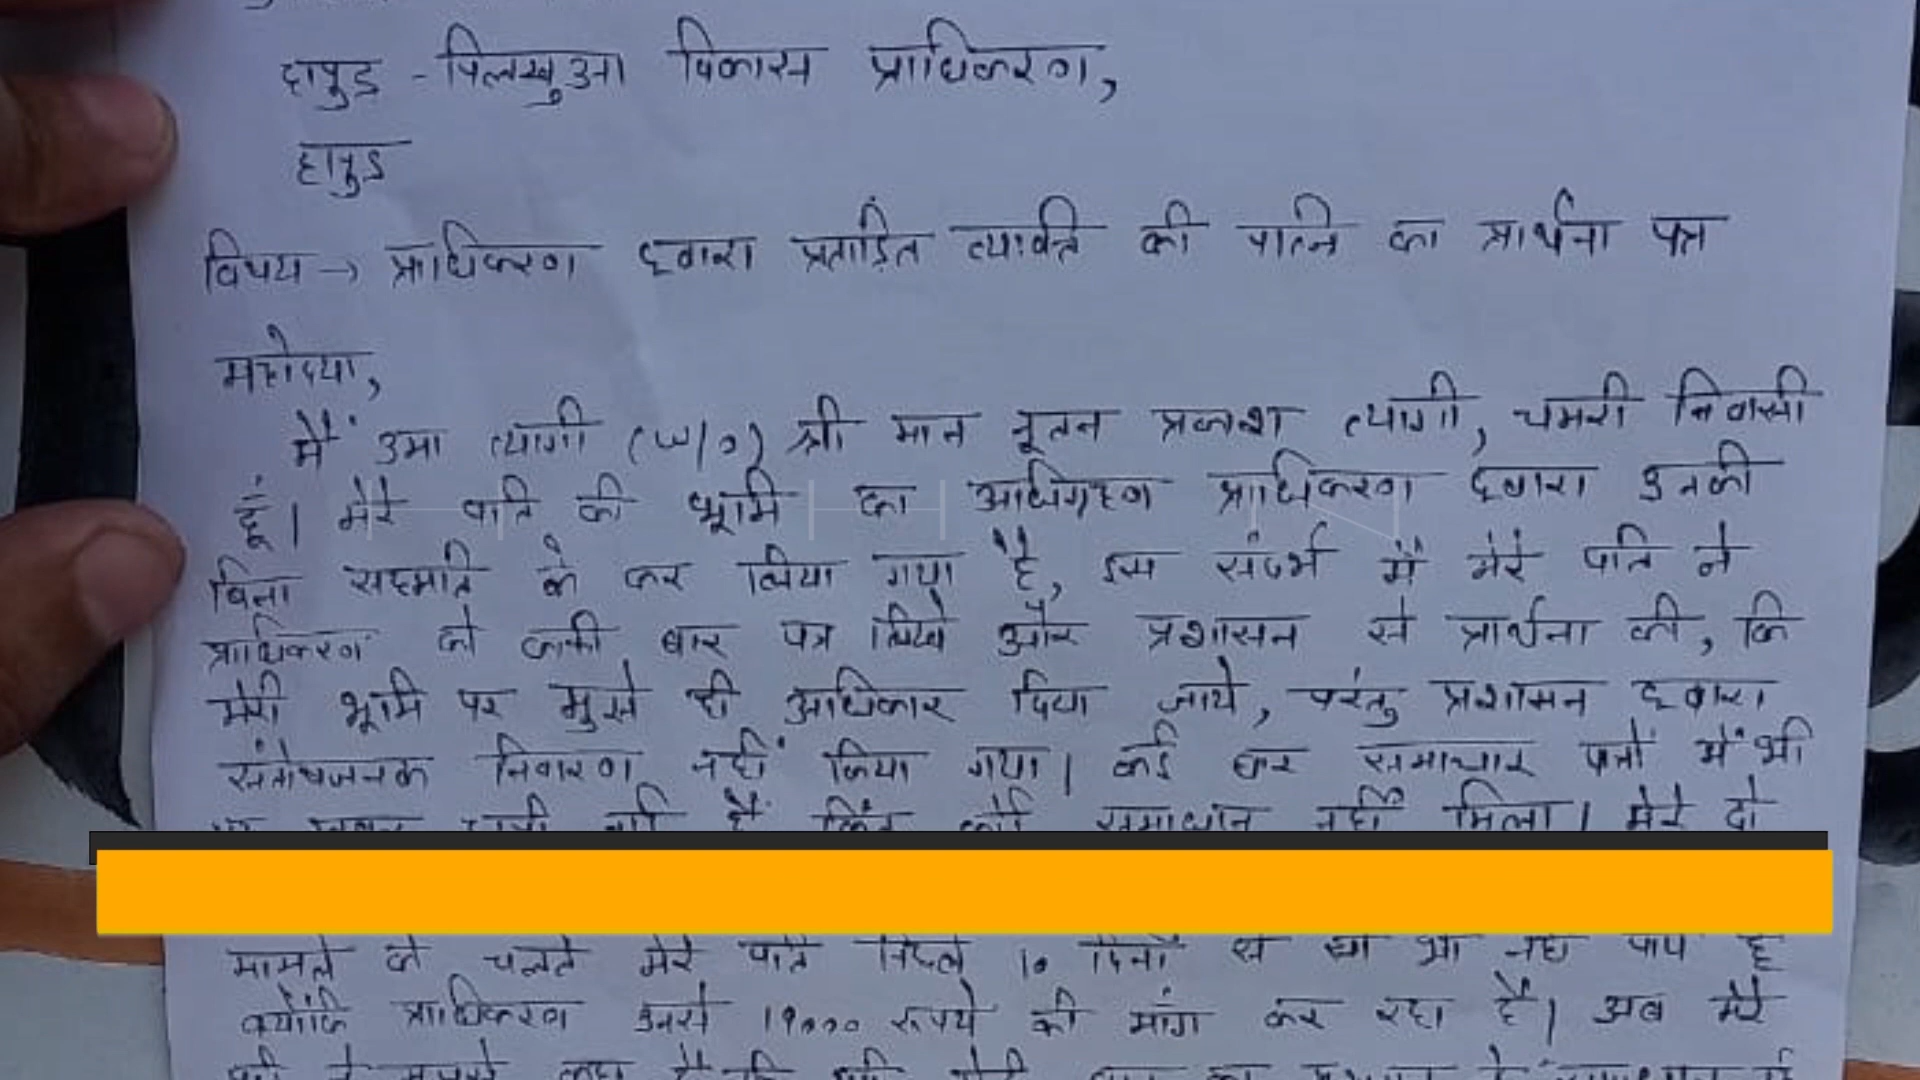 हापुड - पिलखुआ विकास प्राधिकरण,
हापुड
विषय → प्राधिकरण द्वारा प्रताड़ित व्यक्ति की पत्नि का प्रार्थना पत्र
महोदया,
मैं उमा त्यागी (w/o) श्री मान नूतन प्रकाश त्यागी, चमरी निवासी
हूँ। मेरे पति की भूमि का अधिग्रहण प्राधिकरण द्वारा उनकी
बिना सहमति के कर लिया गया है, इस संदर्भ में मेरे पति ने
प्राधिकरण को काफी बार पत्र लिखे और प्रशासन से प्रार्थना की, कि
मेरी भूमि पर मुझे ही अधिकार दिया जाये, परंतु प्रशासन द्वारा
संतोषजनक निवारण नहीं किया गया। कई बार समाचार पत्रों में भी
समाधान नहीं मिला। मेरे दो
मामले के चलते मेरे पति पिछले 10 दिनों से सो भी नहीं पाये है
क्योंकि प्राधिकरण उनसे 19000 रूपये की मांग कर रहा है। अब मेरे